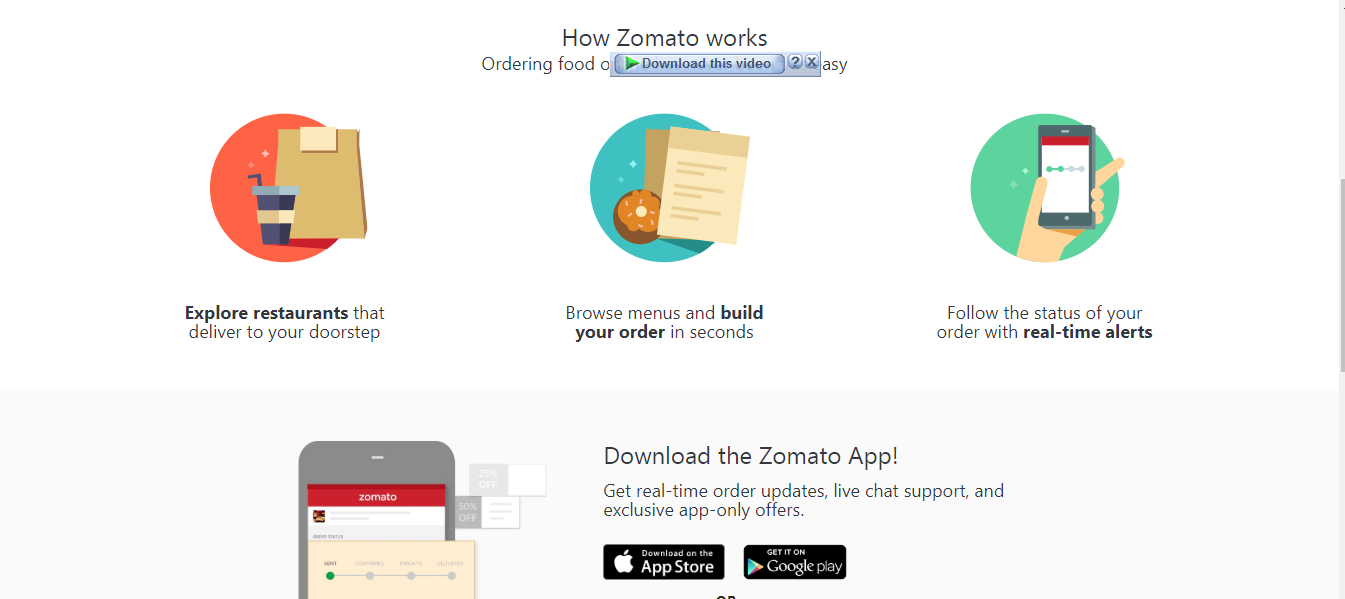 How Zomato works
Ordering food o Download this video ? X asy
Explore restaurants that
deliver to your doorstep
Browse menus and build
your order in seconds
Follow the status of your
order with real-time alerts
zomato
ORDER STATUS
SENT CONFIRMED ENROUTE DELIVERED
25%
OFF
50%
OFF
Download the Zomato App!
Get real-time order updates, live chat support, and
exclusive app-only offers.
Download on the
App Store
GET IT ON
Google play
OR